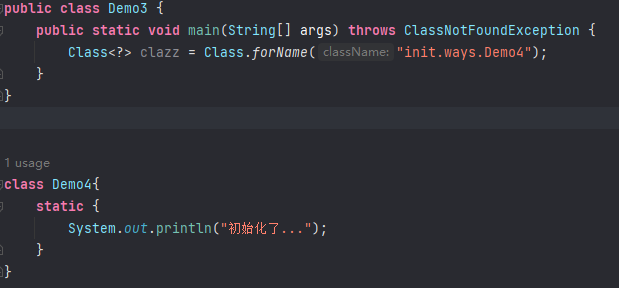 public class Demo3 {
public static void main(String[] args) throws ClassNotFoundException {
Class<?> clazz = Class.forName( className: "init.ways.Demo4");
}
}
1 usage
class Demo4{
static {
System.out.println("初始化了...");
}
}